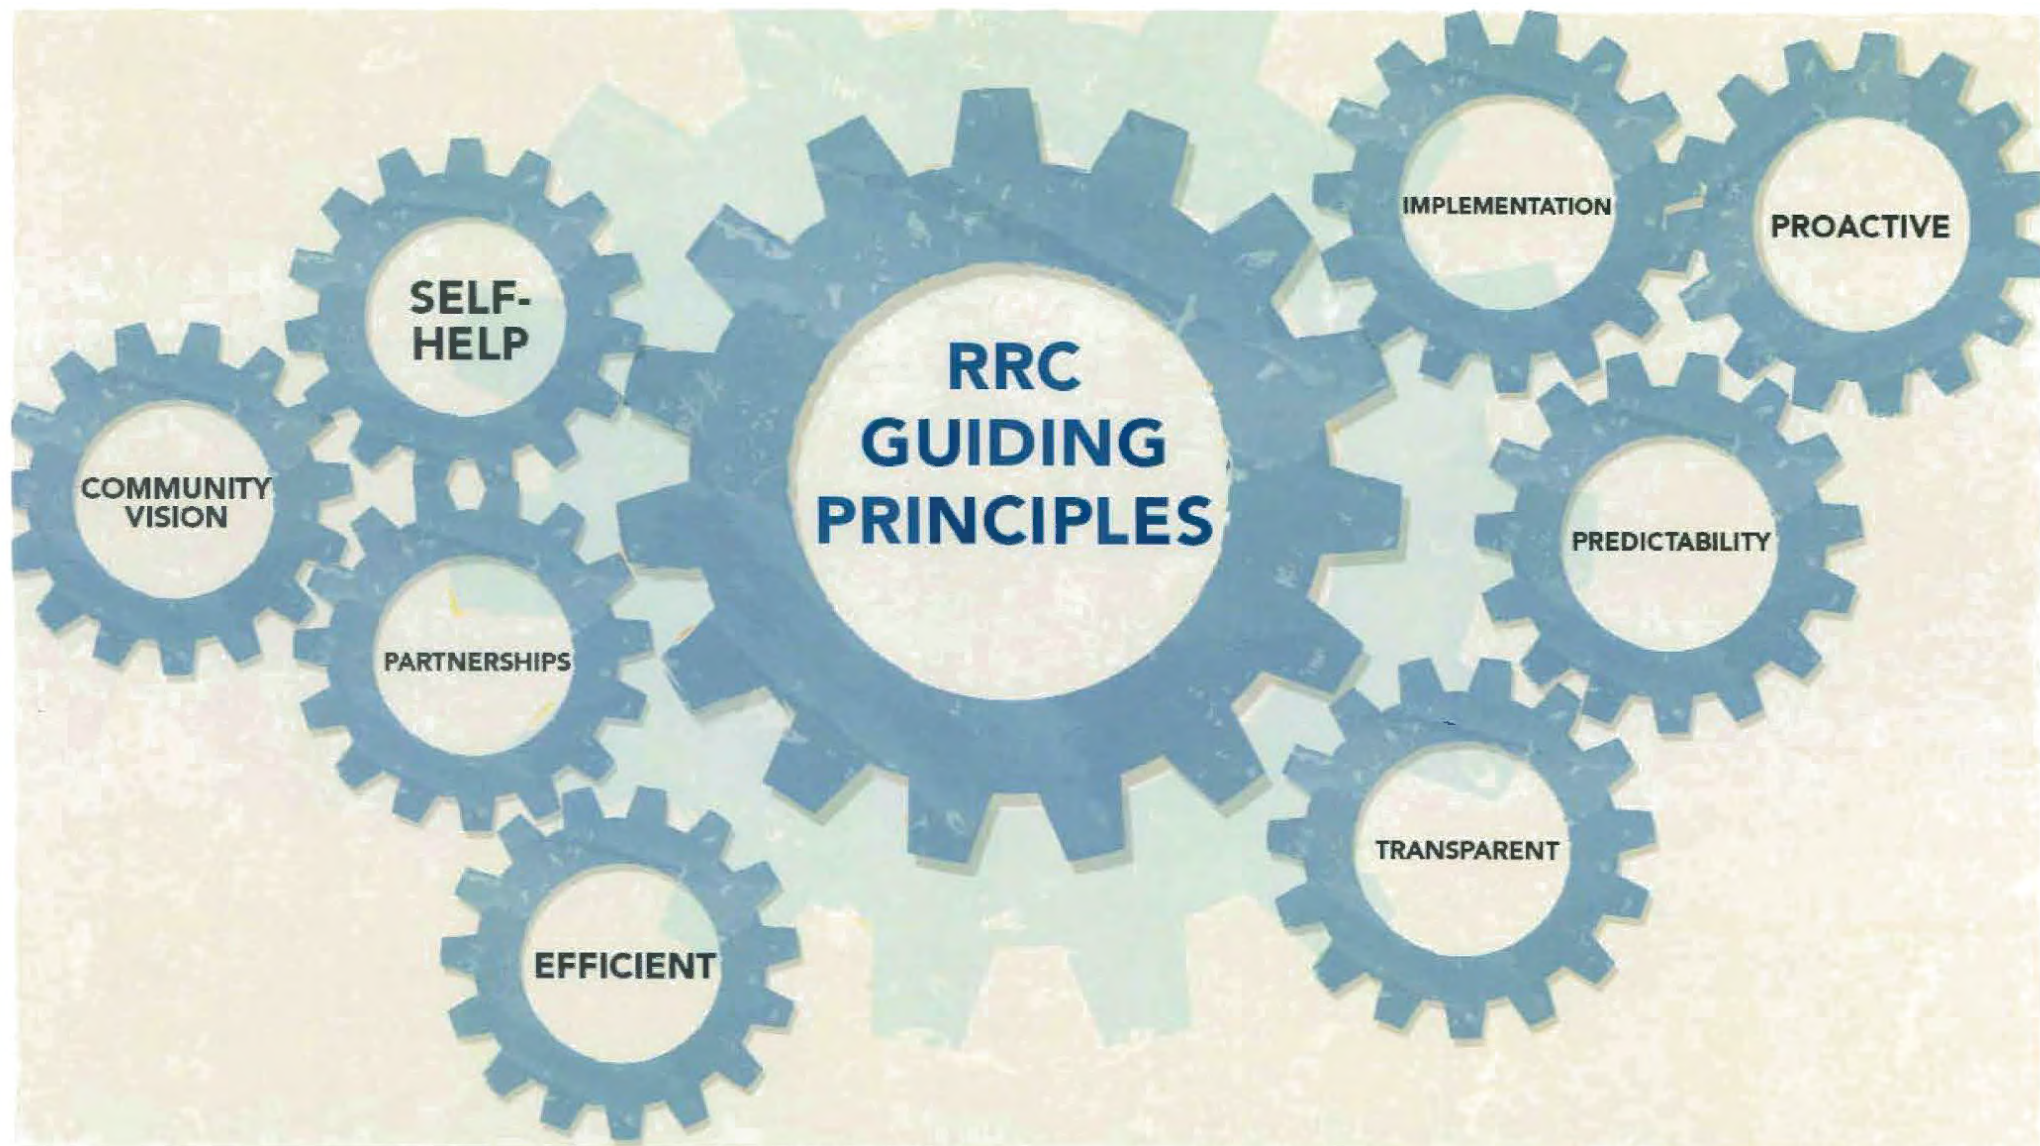 RRC
GUIDING
PRINCIPLES
SELF-
HELP
COMMUNITY
VISION
PARTNERSHIPS
EFFICIENT
IMPLEMENTATION
PROACTIVE
PREDICTABILITY
TRANSPARENT